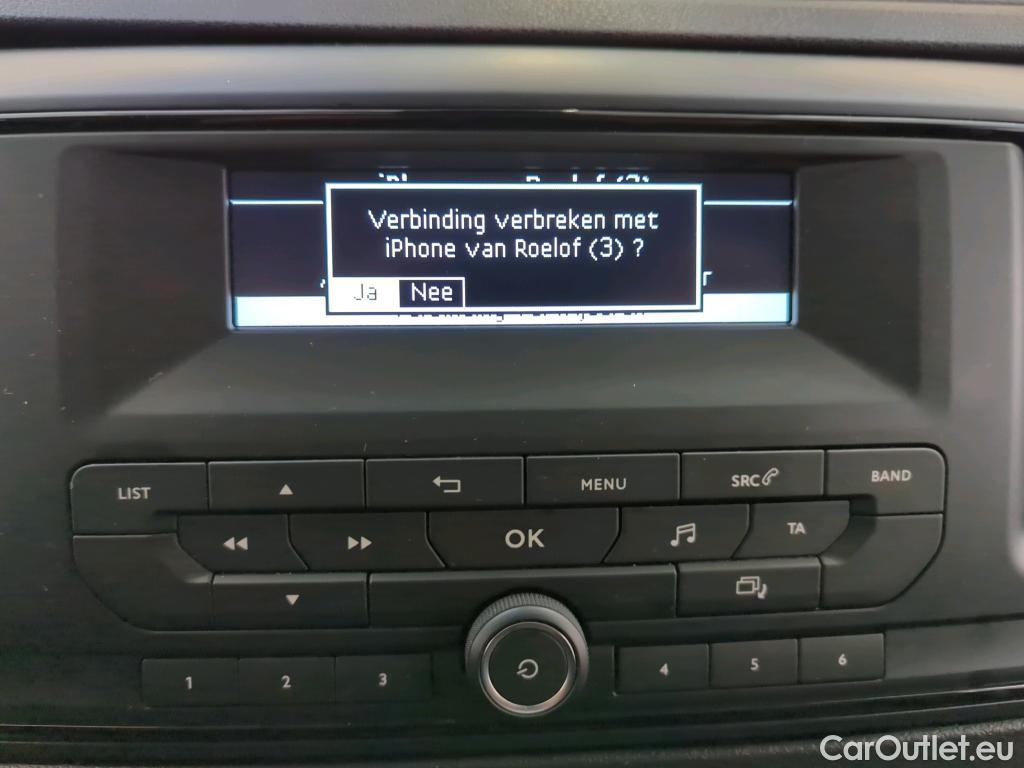 Verbinding verbreken met
iPhone van Roelof (3) ?
Ja Nee
LIST MENU SRC BAND
OK TA
1 2 3 4 5 6
CarOutlet.eu